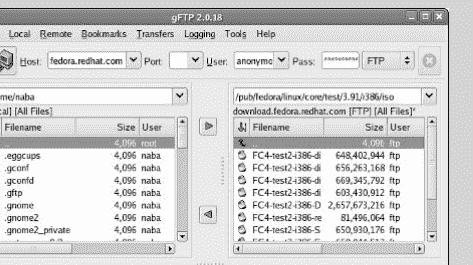 gFTP 2.0.18
Local Remote Bookmarks Transfers Logging Tools Help
Host: fedora.redhat.com Port: User: anonymc Pass: FTP
me/naba
/pub/fedora/linux/core/test/3.91/i386/iso
cal] [All Files]
download.fedora.redhat.com [FTP] [All Files]*
Filename Size User
Filename Size User
.. 4,096 root
.. 4,096 ftp
.eggcups 4,096 naba
FC4-test2-i386-di 648,402,944 ftp
.gconf 4,096 naba
FC4-test2-i386-di 656,263,168 ftp
.gconfd 4,096 naba
FC4-test2-i386-di 669,345,792 ftp
.gftp 4,096 naba
FC4-test2-i386-di 603,430,912 ftp
.gnome 4,096 naba
FC4-test2-i386-D 2,657,673,216 ftp
.gnome2 4,096 naba
FC4-test2-i386-re 81,496,064 ftp
.gnome2_private 4,096 naba
FC4-test2-i386-S 650,930,176 ftp